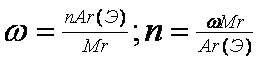 ω = nAr(Э)/Mr; n = ωMr/Ar(Э)